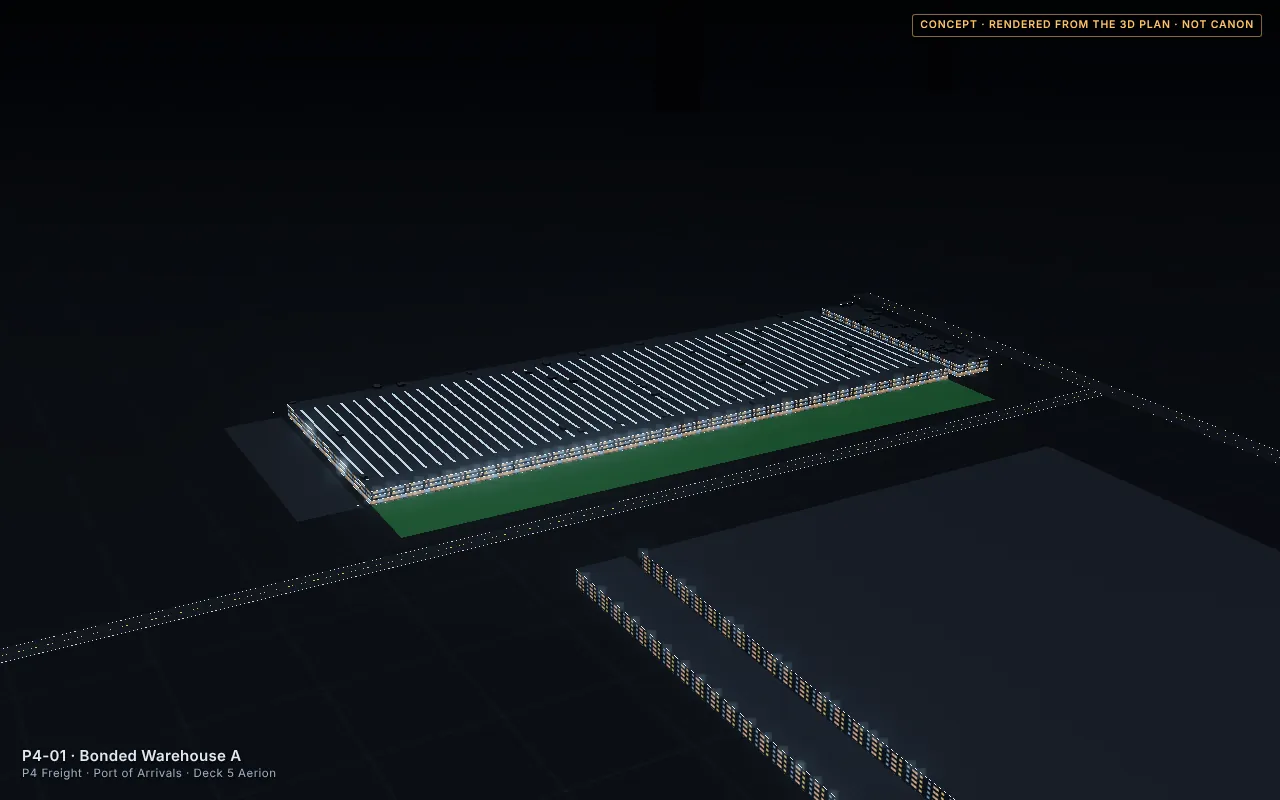 CONCEPT · RENDERED FROM THE 3D PLAN · NOT CANON
P4-01 · Bonded Warehouse A
P4 Freight · Port of Arrivals · Deck 5 Aerion